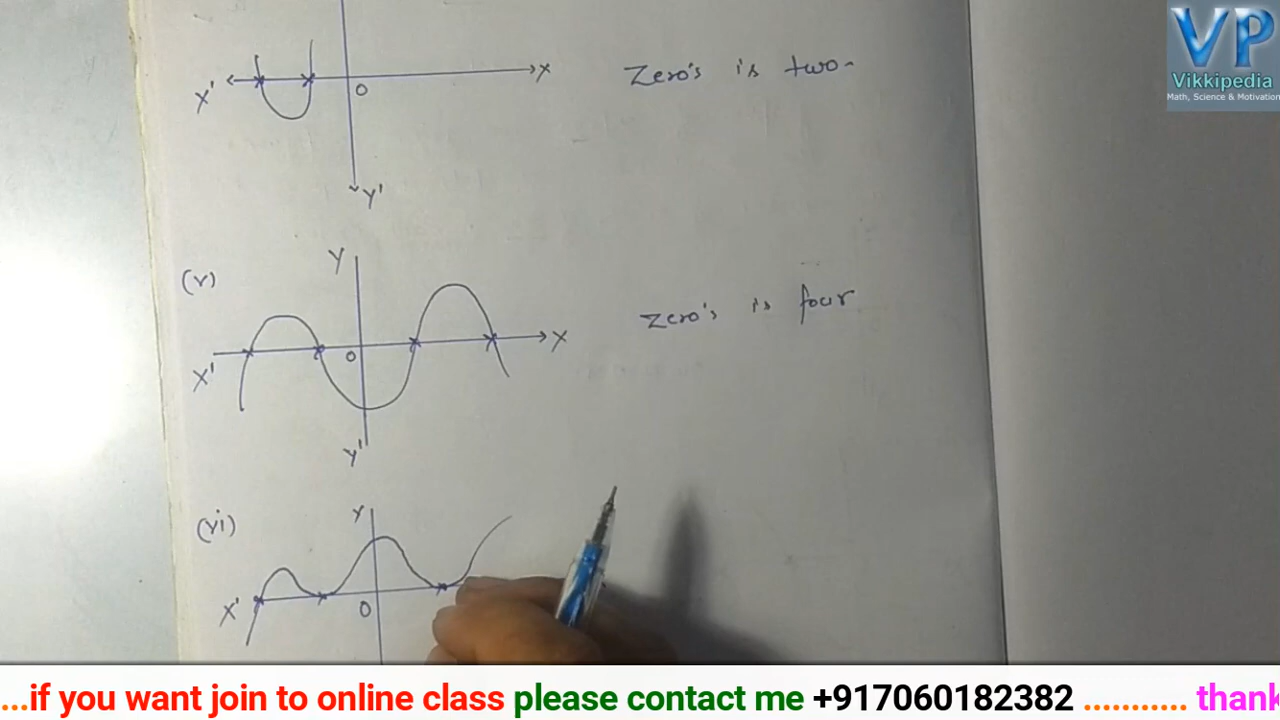 VP
Vikkipedia
Math, Science & Motivation
X' O X Zero's is two.
Y'
(v) Y
Zero's is four
X' O X
Y'
(vi) Y
X' O
...if you want join to online class please contact me +917060182382 ........... thank